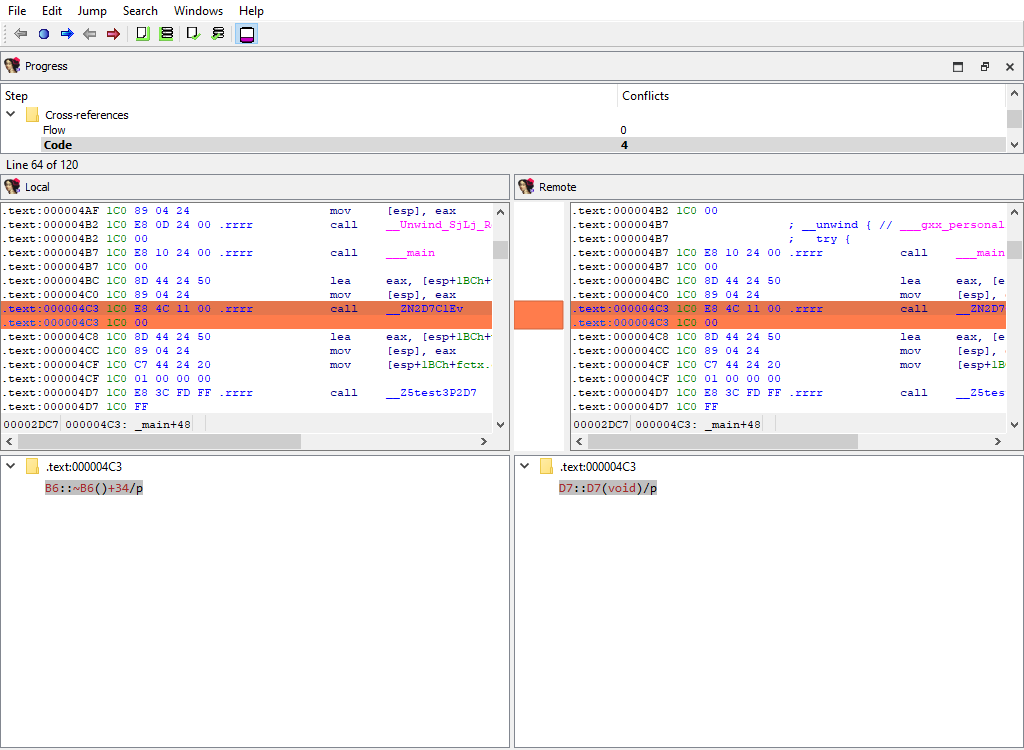 File Edit Jump Search Windows Help
Progress
Step Conflicts
Cross-references
Flow 0
Code 4
Line 64 of 120
Local
.text:000004AF 1C0 89 04 24 mov [esp], eax
.text:000004B2 1C0 E8 0D 24 00 .rrrr call __Unwind_SjLj_R
.text:000004B2 1C0 00
.text:000004B7 1C0 E8 10 24 00 .rrrr call ___main
.text:000004B7 1C0 00
.text:000004BC 1C0 8D 44 24 50 lea eax, [esp+1BCh+
.text:000004C0 1C0 89 04 24 mov [esp], eax
.text:000004C3 1C0 E8 4C 11 00 .rrrr call __ZN2D7C1Ev
.text:000004C3 1C0 00
.text:000004C8 1C0 8D 44 24 50 lea eax, [esp+1BCh+
.text:000004CC 1C0 89 04 24 mov [esp], eax
.text:000004CF 1C0 C7 44 24 20 mov [esp+1BCh+fctx.
.text:000004CF 1C0 01 00 00 00
.text:000004D7 1C0 E8 3C FD FF .rrrr call __Z5test3P2D7
.text:000004D7 1C0 FF
00002DC7 000004C3: _main+48
Remote
.text:000004B2 1C0 00
.text:000004B7 ; __unwind { // ___gxx_personal
.text:000004B7 ; try {
.text:000004B7 1C0 E8 10 24 00 .rrrr call ___main
.text:000004B7 1C0 00
.text:000004BC 1C0 8D 44 24 50 lea eax, [e
.text:000004C0 1C0 89 04 24 mov [esp],
.text:000004C3 1C0 E8 4C 11 00 .rrrr call __ZN2D7
.text:000004C3 1C0 00
.text:000004C8 1C0 8D 44 24 50 lea eax, [e
.text:000004CC 1C0 89 04 24 mov [esp],
.text:000004CF 1C0 C7 44 24 20 mov [esp+1B
.text:000004CF 1C0 01 00 00 00
.text:000004D7 1C0 E8 3C FD FF .rrrr call __Z5tes
.text:000004D7 1C0 FF
00002DC7 000004C3: _main+48
.text:000004C3
B6::~B6()+34/p
.text:000004C3
D7::D7(void)/p